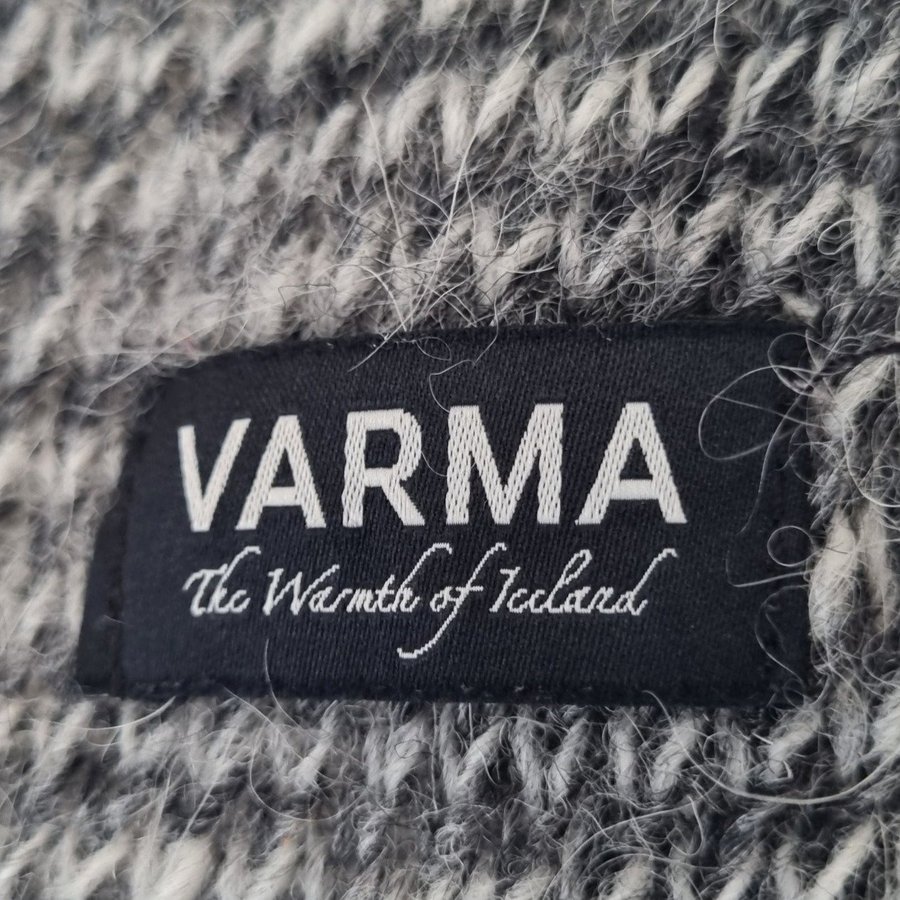 VARMA
The Warmth of Iceland